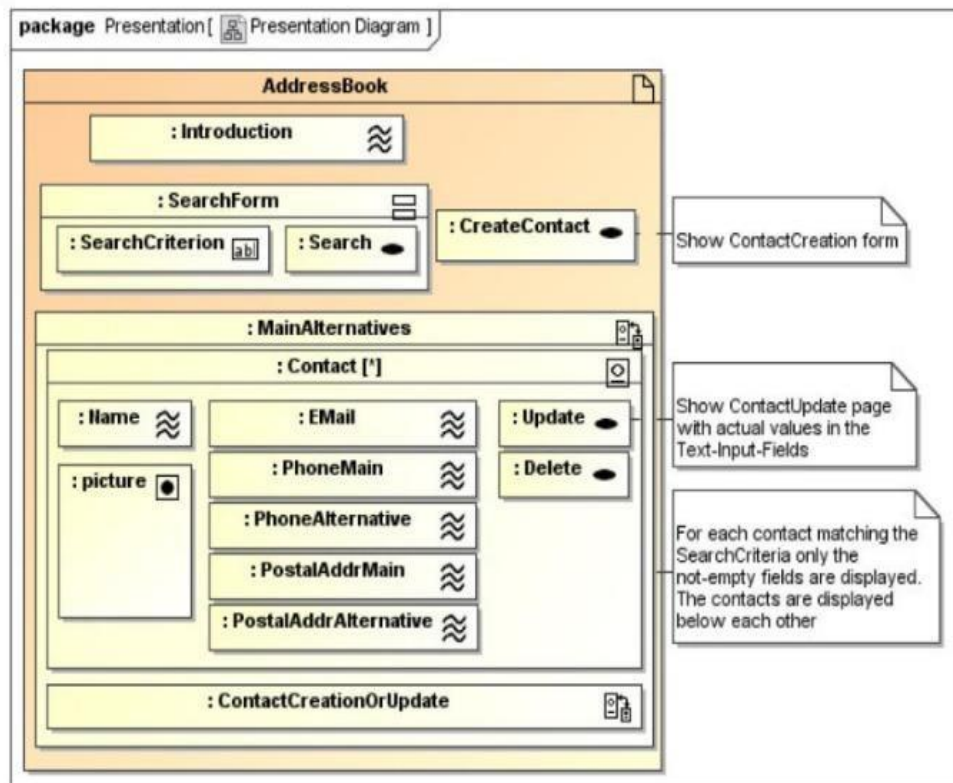 package Presentation [ Presentation Diagram ]
AddressBook
: Introduction
: SearchForm
: SearchCriterion ab
: Search
: CreateContact
Show ContactCreation form
: MainAlternatives
: Contact [*]
: Name
: EMail
: Update
Show ContactUpdate page
with actual values in the
Text-Input-Fields
: picture
: PhoneMain
: Delete
: PhoneAlternative
: PostalAddrMain
: PostalAddrAlternative
For each contact matching the
SearchCriteria only the
not-empty fields are displayed.
The contacts are displayed
below each other
: ContactCreationOrUpdate